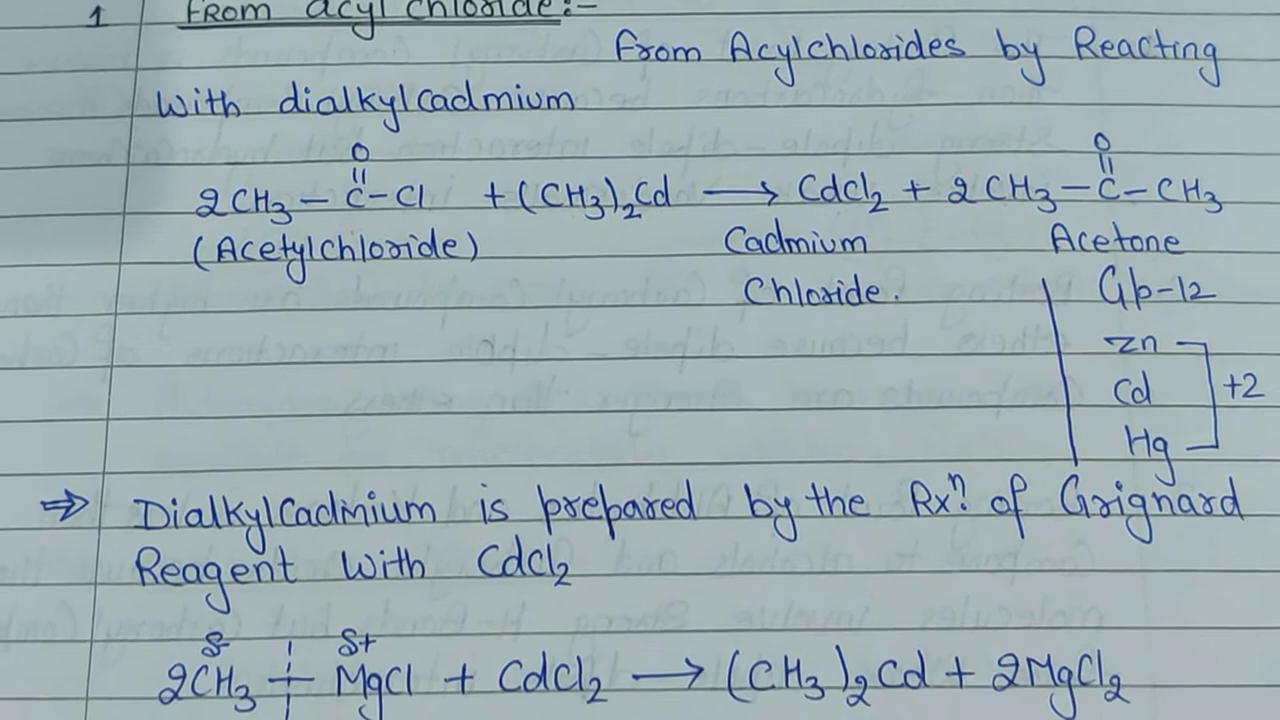 1 From acyl chloride:-
From Acylchlorides by Reacting
With dialkylcadmium
O O
|| ||
2CH3 - C - Cl + (CH3)2Cd ⟶ CdCl2 + 2CH3 - C - CH3
(Acetylchloride) Cadmium Acetone
Chloride. Gp-12
Zn
Cd +2
Hg
⇒ Dialkylcadmium is prepared by the Rxn. of Grignard
Reagent With CdCl2
δ- δ+
2CH3 - MgCl + CdCl2 ⟶ (CH3)2Cd + 2MgCl2